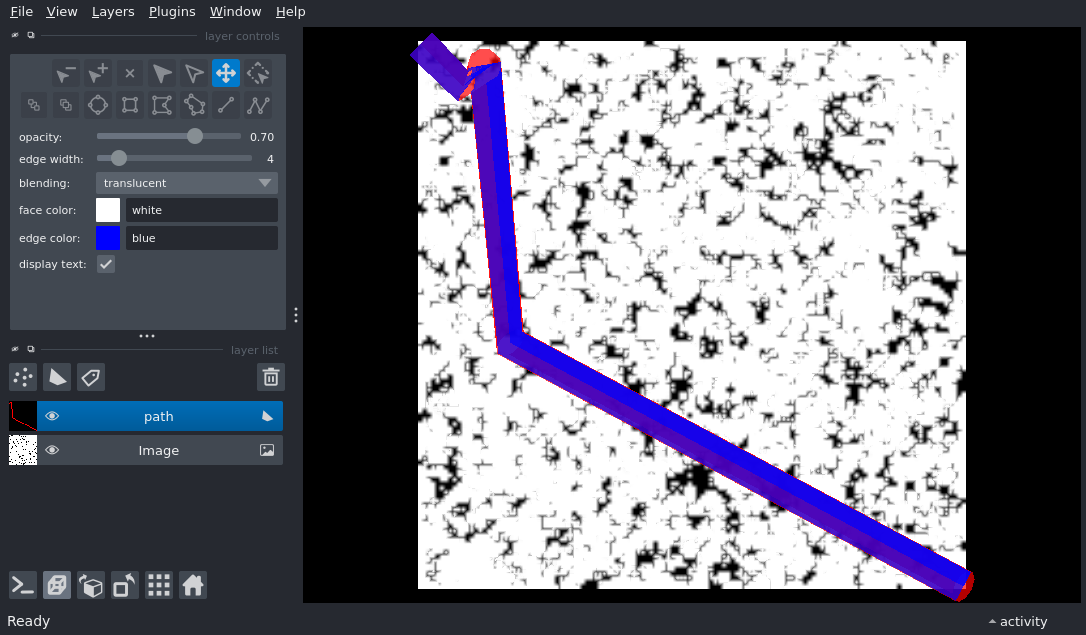 File View Layers Plugins Window Help
layer controls
opacity: 0.70
edge width: 4
blending: translucent
face color: white
edge color: blue
display text:
layer list
path
Image
Ready
activity